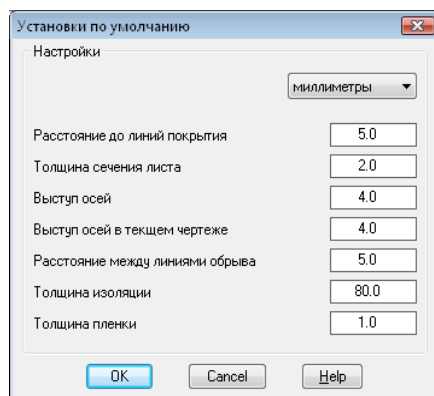 Установки по умолчанию
Настройки
миллиметры
Расстояние до линий покрытия 5.0
Толщина сечения листа 2.0
Выступ осей 4.0
Выступ осей в текщем чертеже 4.0
Расстояние между линиями обрыва 5.0
Толщина изоляции 80.0
Толщина пленки 1.0
OK Cancel Help